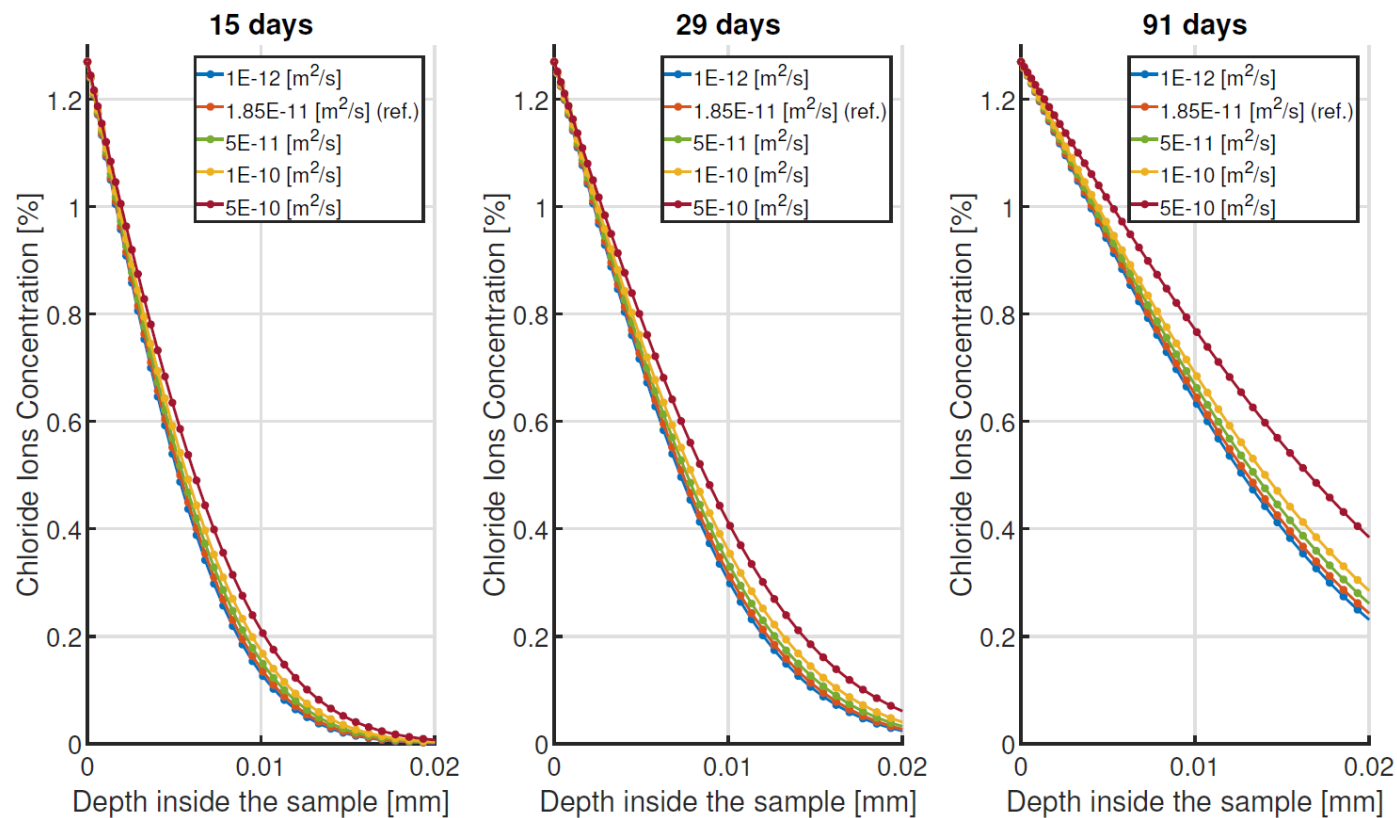 15 days
1E-12 [m²/s]
1.85E-11 [m²/s] (ref.)
5E-11 [m²/s]
1E-10 [m²/s]
5E-10 [m²/s]
Chloride Ions Concentration [%]
1.2
1
0.8
0.6
0.4
0.2
0
0 0.01 0.02
Depth inside the sample [mm]
29 days
1E-12 [m²/s]
1.85E-11 [m²/s] (ref.)
5E-11 [m²/s]
1E-10 [m²/s]
5E-10 [m²/s]
Chloride Ions Concentration [%]
1.2
1
0.8
0.6
0.4
0.2
0
0 0.01 0.02
Depth inside the sample [mm]
91 days
1E-12 [m²/s]
1.85E-11 [m²/s] (ref.)
5E-11 [m²/s]
1E-10 [m²/s]
5E-10 [m²/s]
Chloride Ions Concentration [%]
1.2
1
0.8
0.6
0.4
0.2
0
0 0.01 0.02
Depth inside the sample [mm]